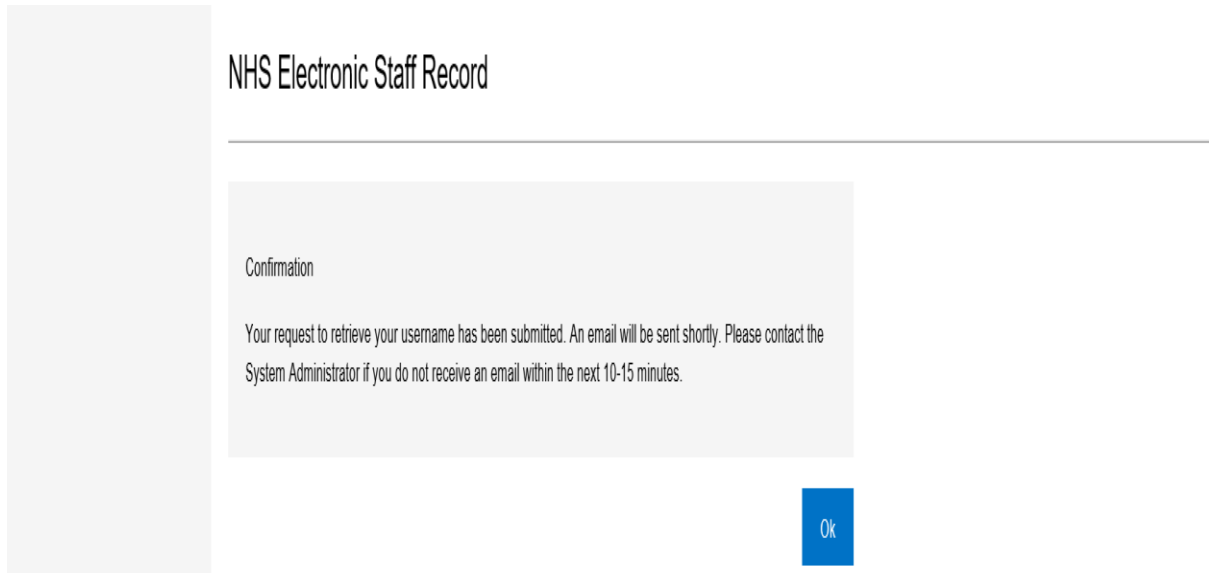 NHS Electronic Staff Record
Confirmation
Your request to retrieve your username has been submitted. An email will be sent shortly. Please contact the
System Administrator if you do not receive an email within the next 10-15 minutes.
Ok